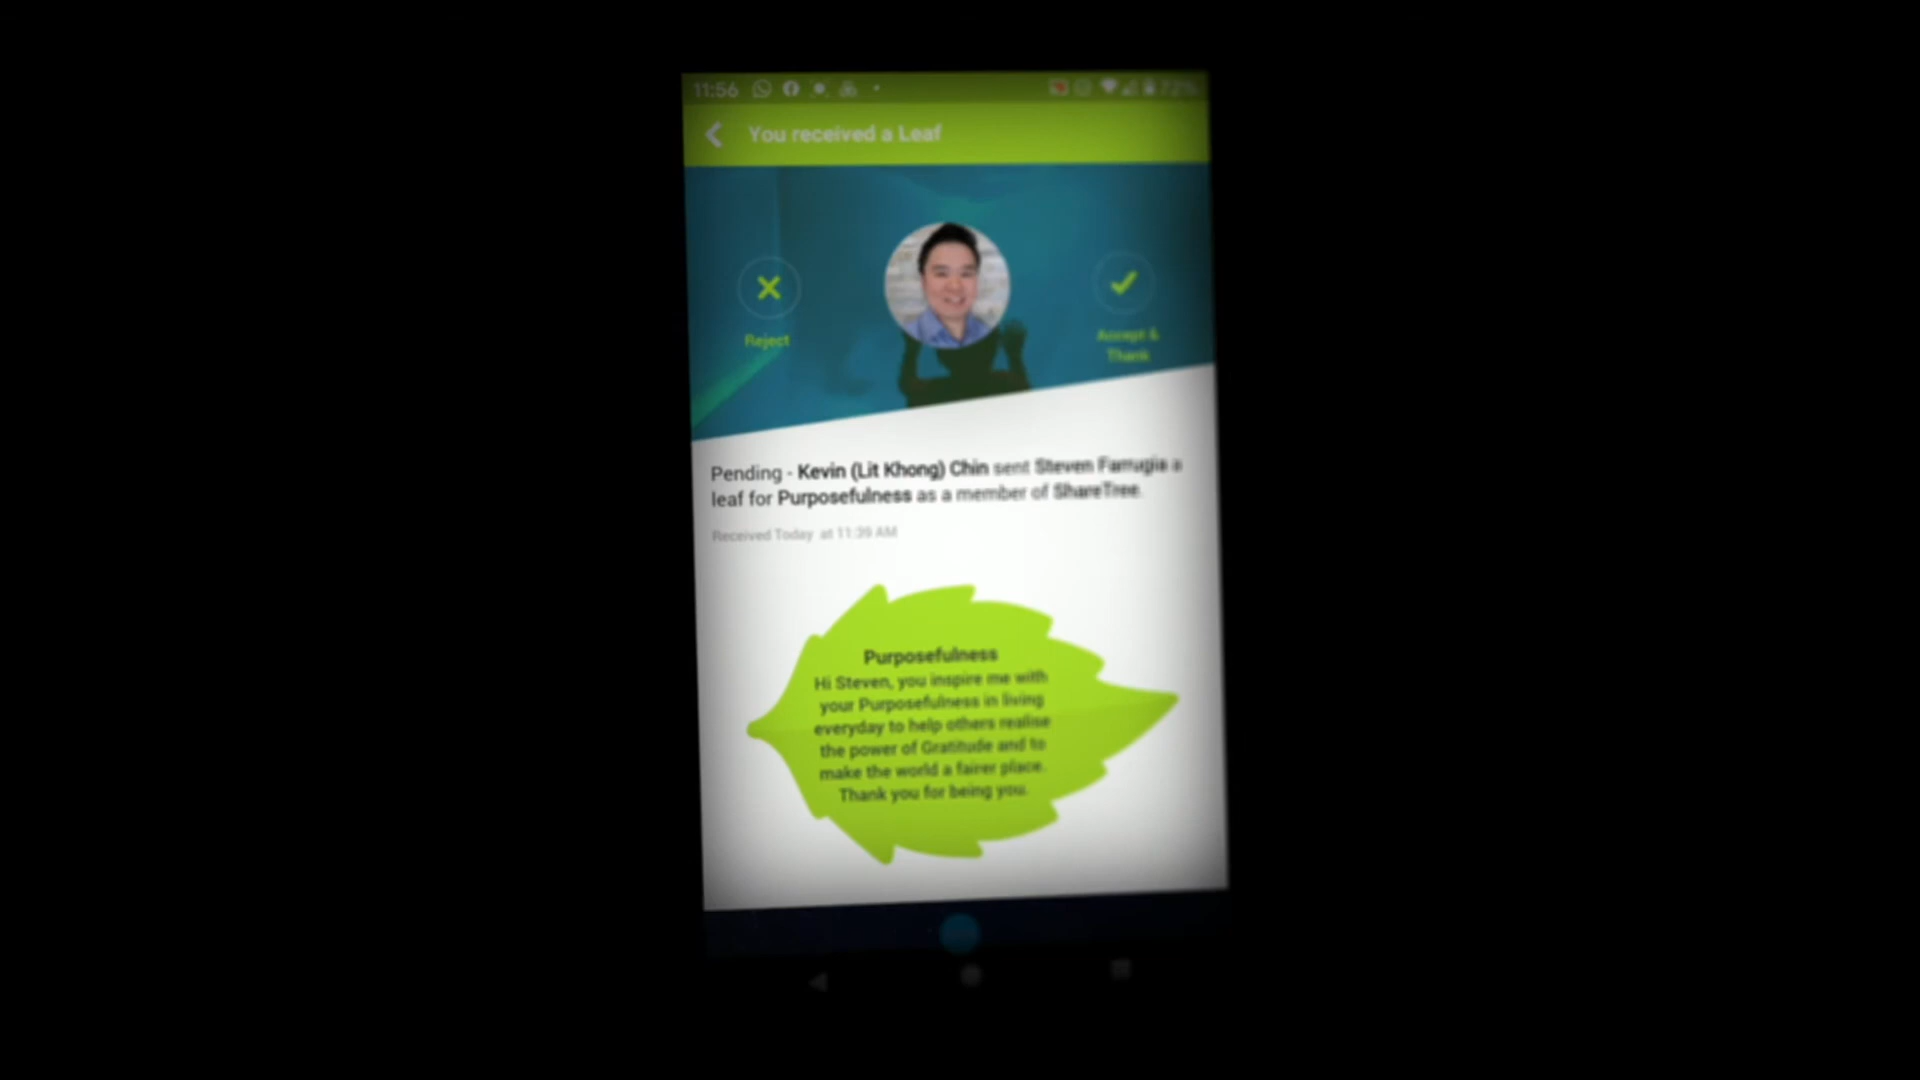 11:56
72%
You received a Leaf
Reject
Accept &
Thank
Pending - Kevin (Lit Khong) Chin sent Steven Farrugia a
leaf for Purposefulness as a member of ShareTree.
Received Today at 11:39 AM
Purposefulness
Hi Steven, you inspire me with
your Purposefulness in living
everyday to help others realise
the power of Gratitude and to
make the world a fairer place.
Thank you for being you.